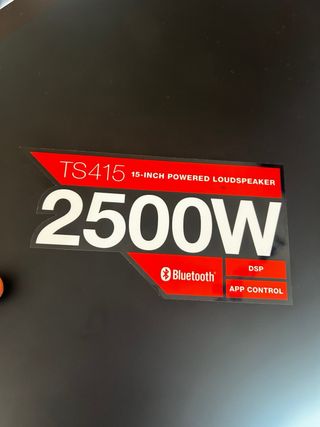 TS415 15-INCH POWERED LOUDSPEAKER
2500W
Bluetooth
DSP
APP CONTROL